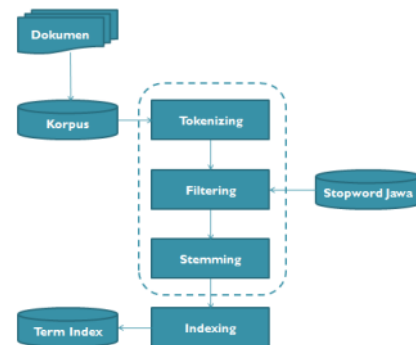 Dokumen
Korpus
Tokenizing
Filtering
Stopword Jawa
Stemming
Term Index
Indexing